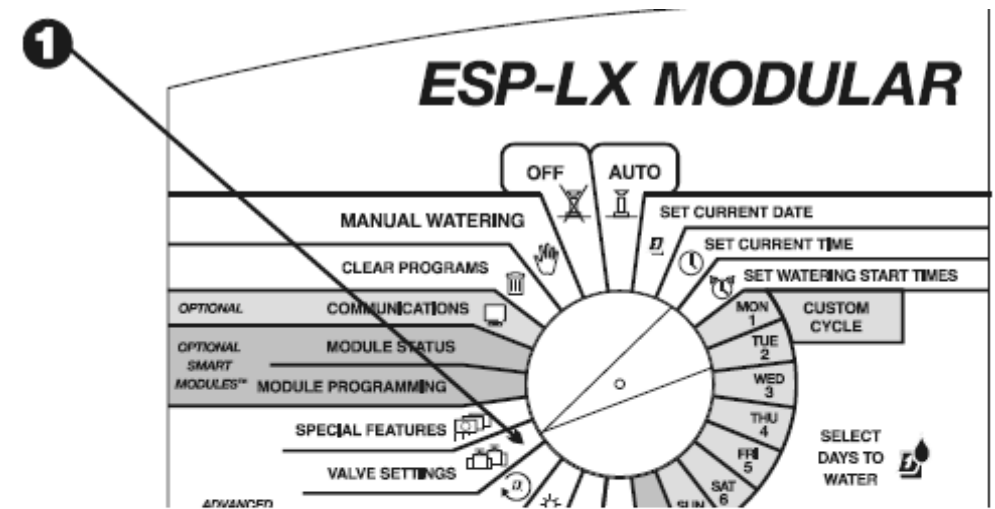 1
ESP-LX MODULAR
OFF
AUTO
MANUAL WATERING
SET CURRENT DATE
CLEAR PROGRAMS
SET CURRENT TIME
SET WATERING START TIMES
OPTIONAL
COMMUNICATIONS
MON
1
CUSTOM
CYCLE
OPTIONAL
SMART
MODULES™
MODULE STATUS
TUE
2
MODULE PROGRAMMING
WED
3
SPECIAL FEATURES
THU
4
VALVE SETTINGS
FRI
5
SELECT
DAYS TO
WATER
SAT
6
SUN
ADVANCED